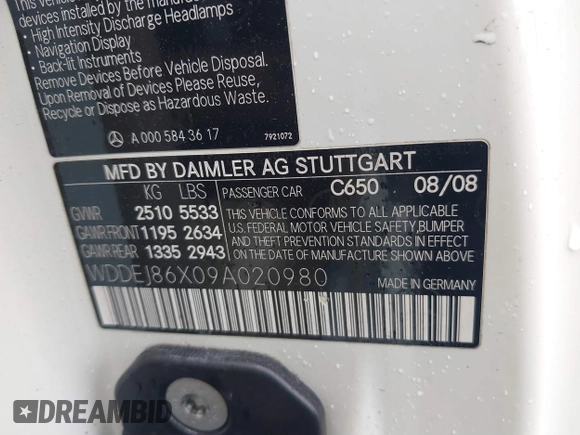 This vehicle
devices installed by the
• High Intensity Discharge Headlamps
• Navigation Display
• Back-lit Instruments
Remove Devices Before Vehicle Disposal.
Upon Removal of Devices Please Reuse,
Recycle or Dispose as Hazardous Waste.
A 000 584 36 17 7921072
MFD BY DAIMLER AG STUTTGART
KG LBS PASSENGER CAR C650 08/08
GVWR 2510 5533
GAWR FRONT 1195 2634
GAWR REAR 1335 2943
THIS VEHICLE CONFORMS TO ALL APPLICABLE
U.S. FEDERAL MOTOR VEHICLE SAFETY, BUMPER
AND THEFT PREVENTION STANDARDS IN EFFECT
ON THE DATE OF MANUFACTURE SHOWN ABOVE.
WDDEJ86X09A020980 MADE IN GERMANY
DREAMBID